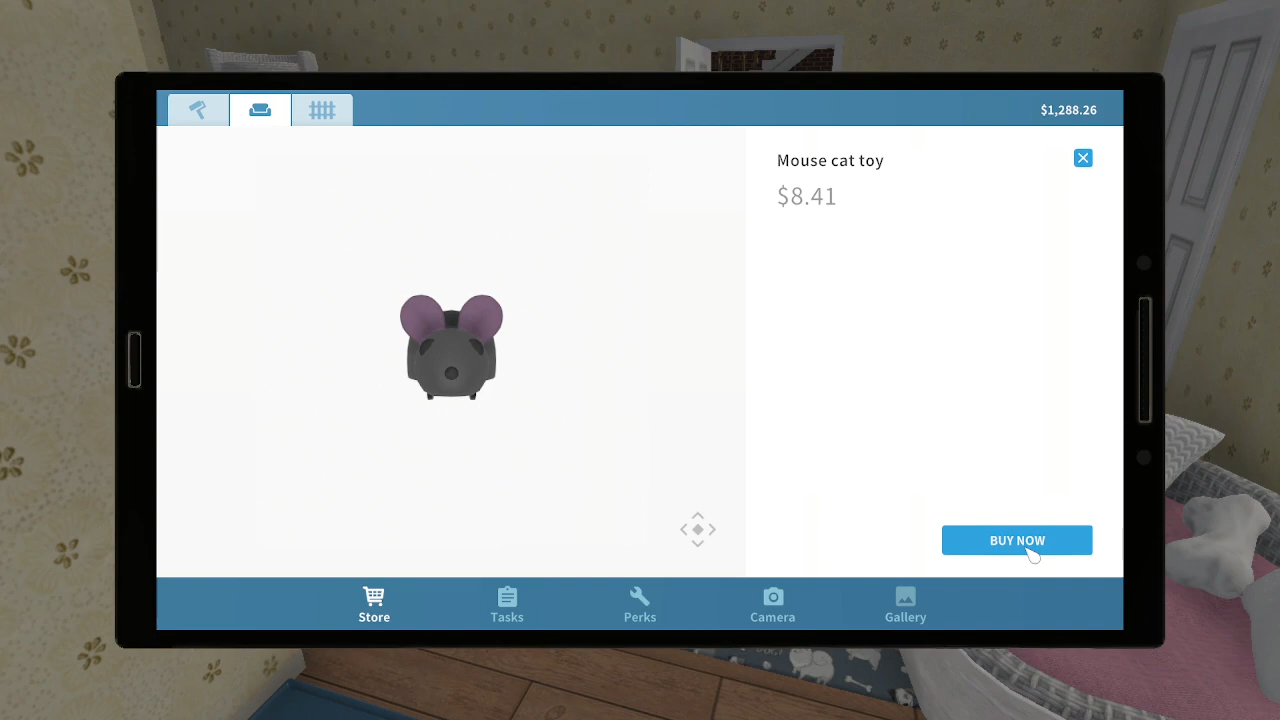 $1,288.26
Mouse cat toy
$8.41
BUY NOW
Store
Tasks
Perks
Camera
Gallery